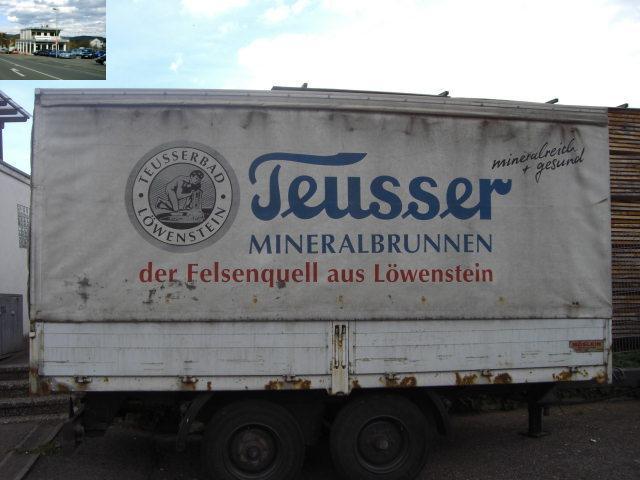 TEUSSERBAD
LÖWENSTEIN
Teusser
mineralreich
+ gesund
MINERALBRUNNEN
der Felsenquell aus Löwenstein